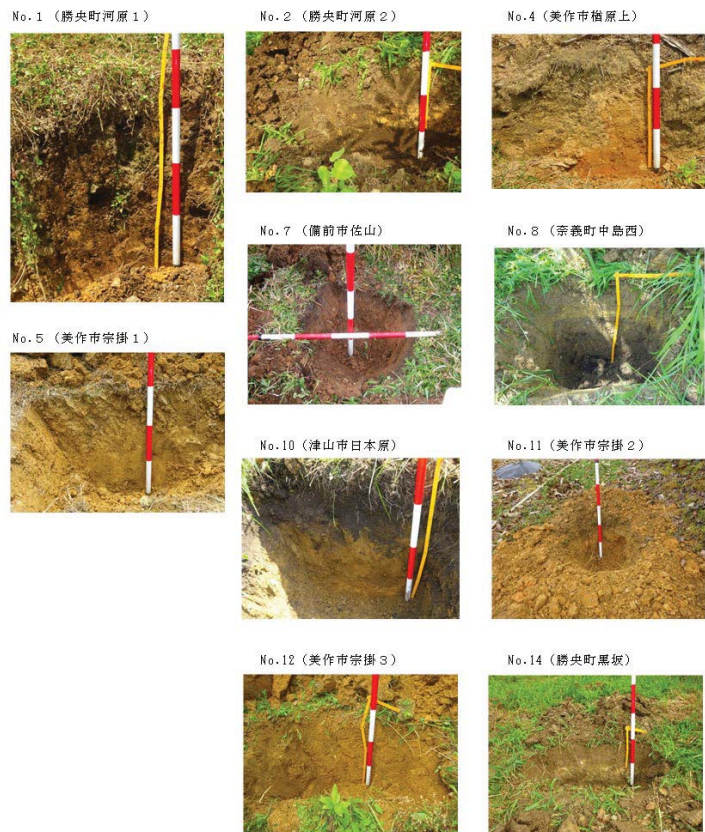 No.1 (勝央町河原1)
No.2 (勝央町河原2)
No.4 (美作市楢原上)
No.7 (備前市佐山)
No.8 (奈義町中島西)
No.5 (美作市宗掛1)
No.10 (津山市日本原)
No.11 (美作市宗掛2)
No.12 (美作市宗掛3)
No.14 (勝央町黒坂)